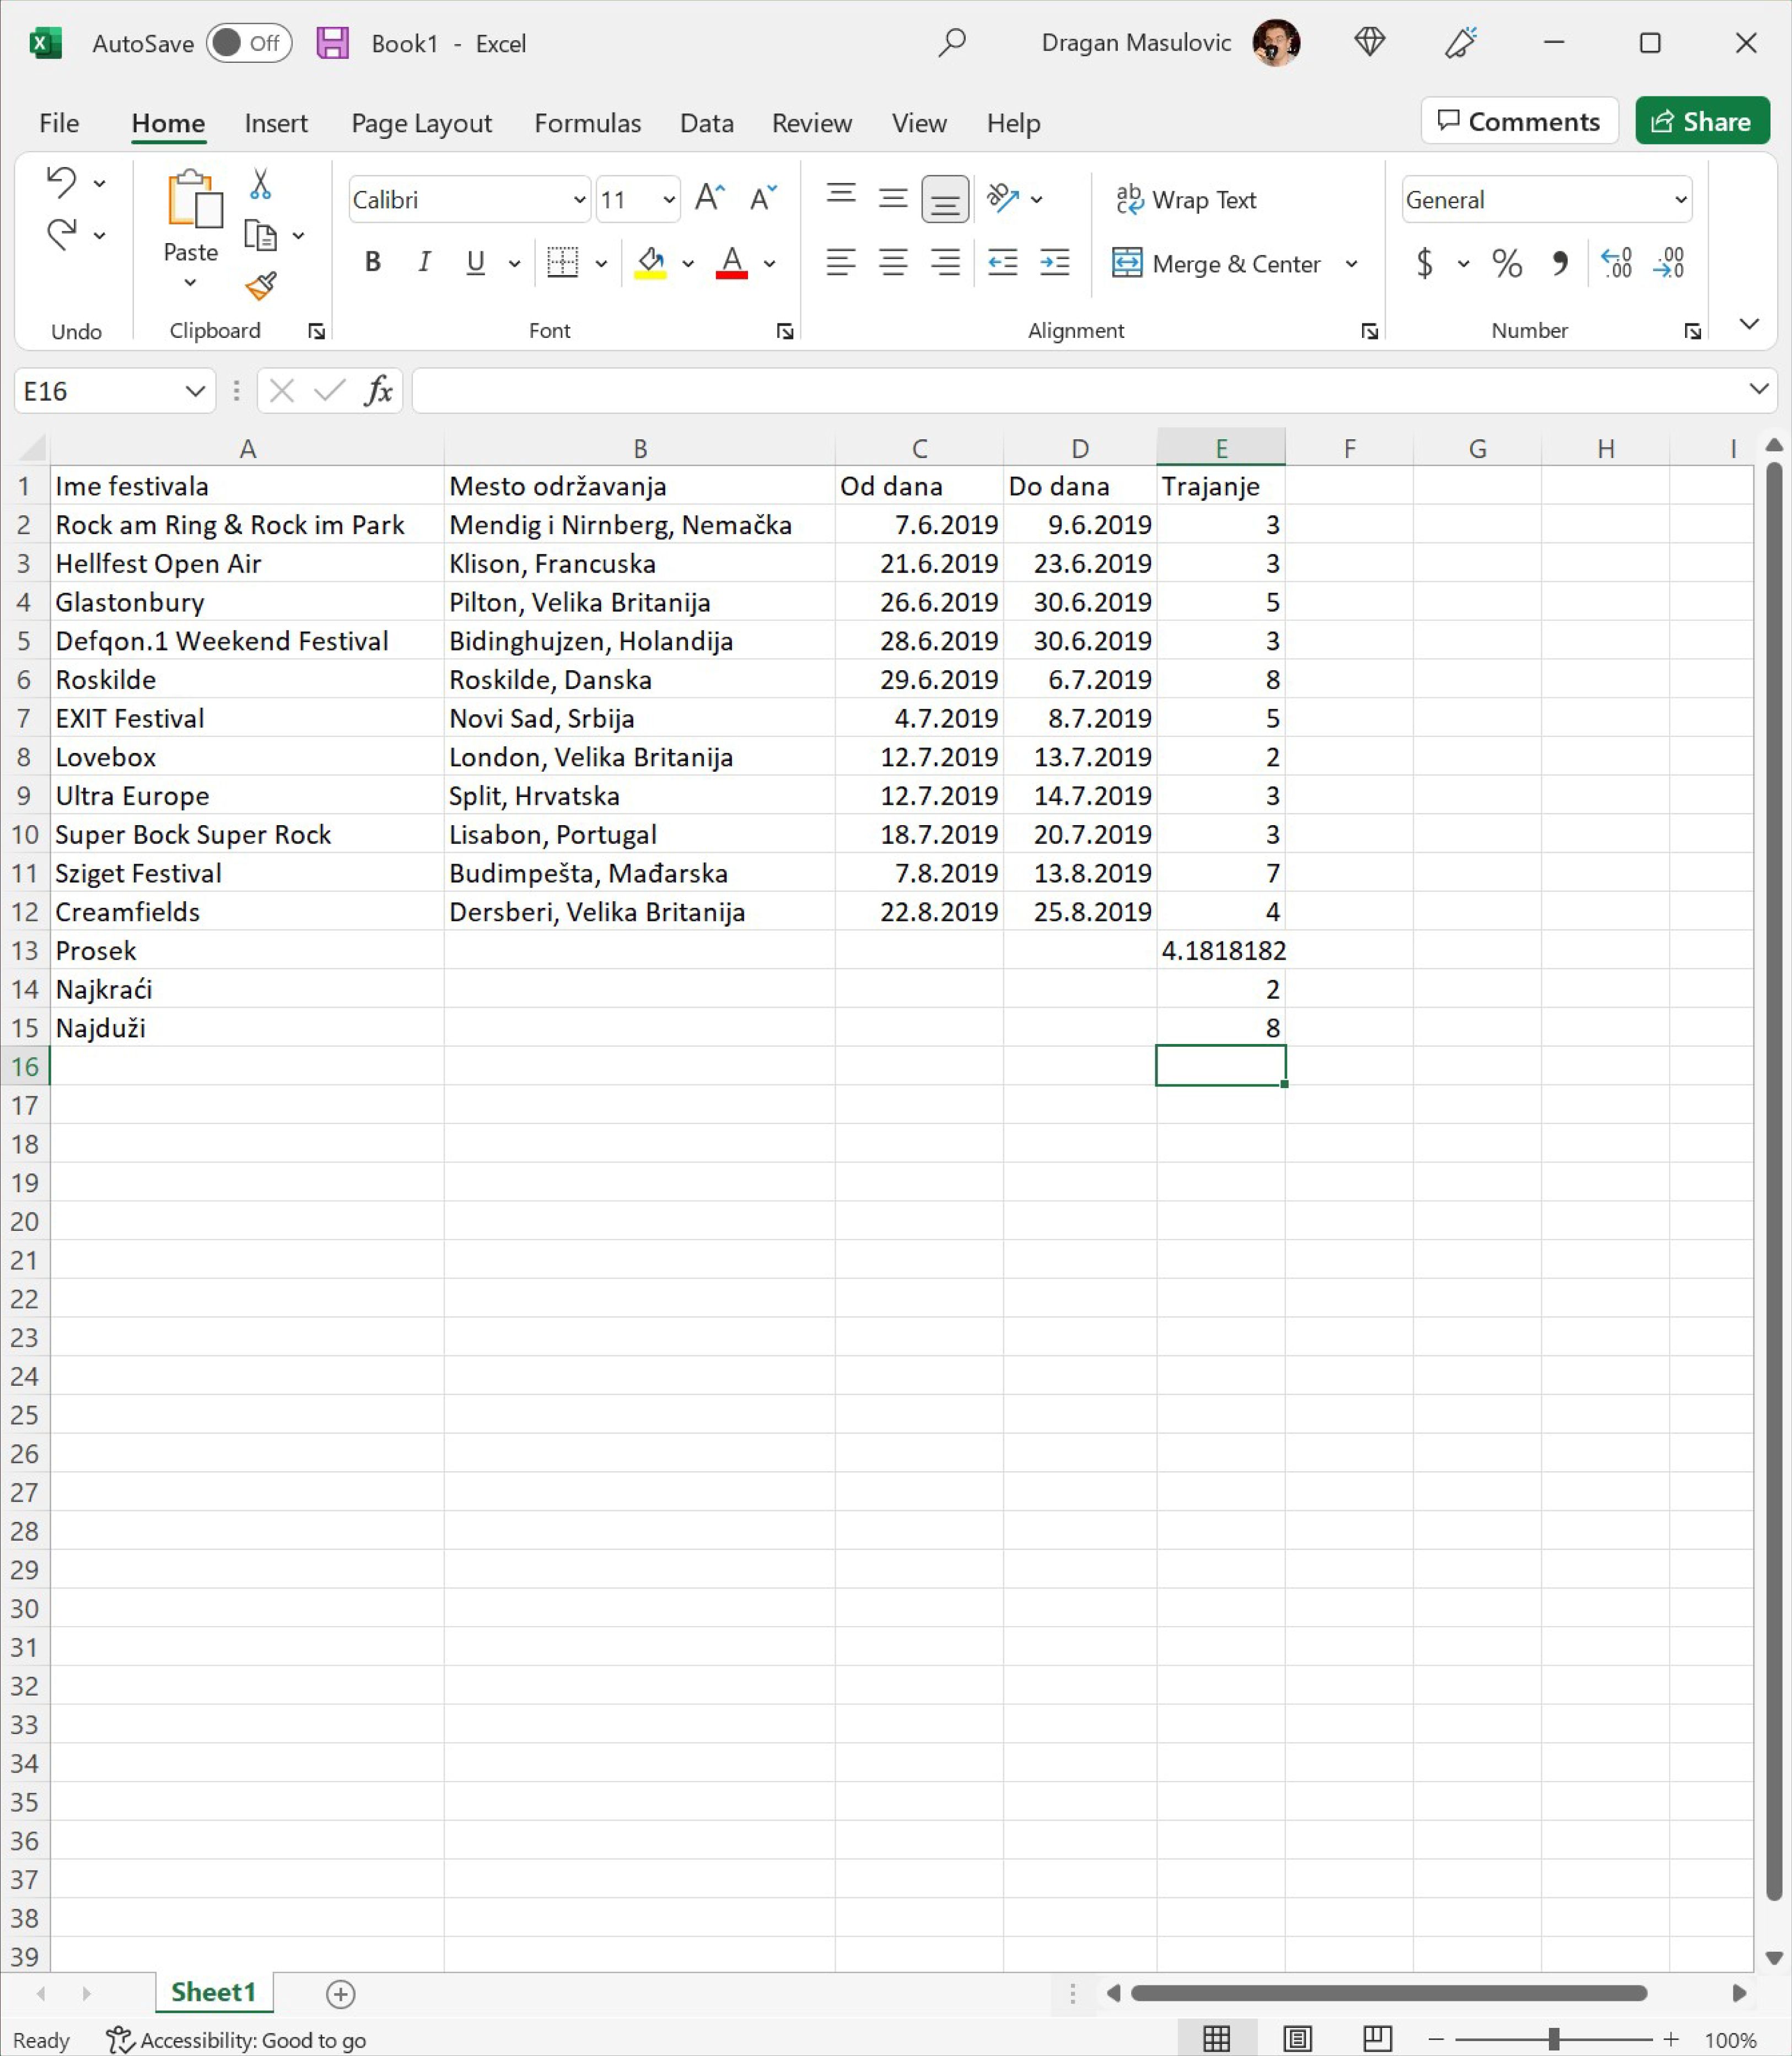 AutoSave Off Book1 - Excel Dragan Masulovic
File Home Insert Page Layout Formulas Data Review View Help Comments Share
Calibri 11 ab Wrap Text General
Paste B I U A Merge & Center $ % , .00
Undo Clipboard Font Alignment Number
E16 fx
A B C D E F G H I
1 Ime festivala Mesto održavanja Od dana Do dana Trajanje
2 Rock am Ring & Rock im Park Mendig i Nirnberg, Nemačka 7.6.2019 9.6.2019 3
3 Hellfest Open Air Klison, Francuska 21.6.2019 23.6.2019 3
4 Glastonbury Pilton, Velika Britanija 26.6.2019 30.6.2019 5
5 Defqon.1 Weekend Festival Bidinghujzen, Holandija 28.6.2019 30.6.2019 3
6 Roskilde Roskilde, Danska 29.6.2019 6.7.2019 8
7 EXIT Festival Novi Sad, Srbija 4.7.2019 8.7.2019 5
8 Lovebox London, Velika Britanija 12.7.2019 13.7.2019 2
9 Ultra Europe Split, Hrvatska 12.7.2019 14.7.2019 3
10 Super Bock Super Rock Lisabon, Portugal 18.7.2019 20.7.2019 3
11 Sziget Festival Budimpešta, Mađarska 7.8.2019 13.8.2019 7
12 Creamfields Dersberi, Velika Britanija 22.8.2019 25.8.2019 4
13 Prosek 4.1818182
14 Najkraći 2
15 Najduži 8
16
17
18
19
20
21
22
23
24
25
26
27
28
29
30
31
32
33
34
35
36
37
38
39
Sheet1
Ready Accessibility: Good to go 100%